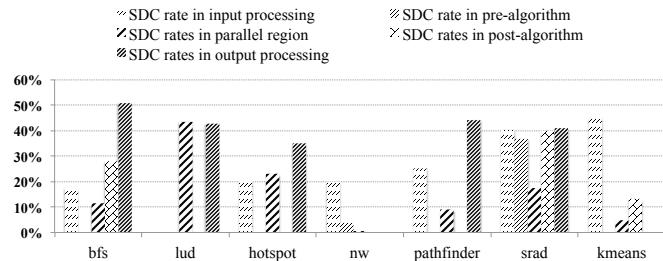 SDC rate in input processing SDC rate in pre-algorithm
SDC rates in parallel region SDC rates in post-algorithm
SDC rates in output processing
60%
50%
40%
30%
20%
10%
0%
bfs lud hotspot nw pathfinder srad kmeans